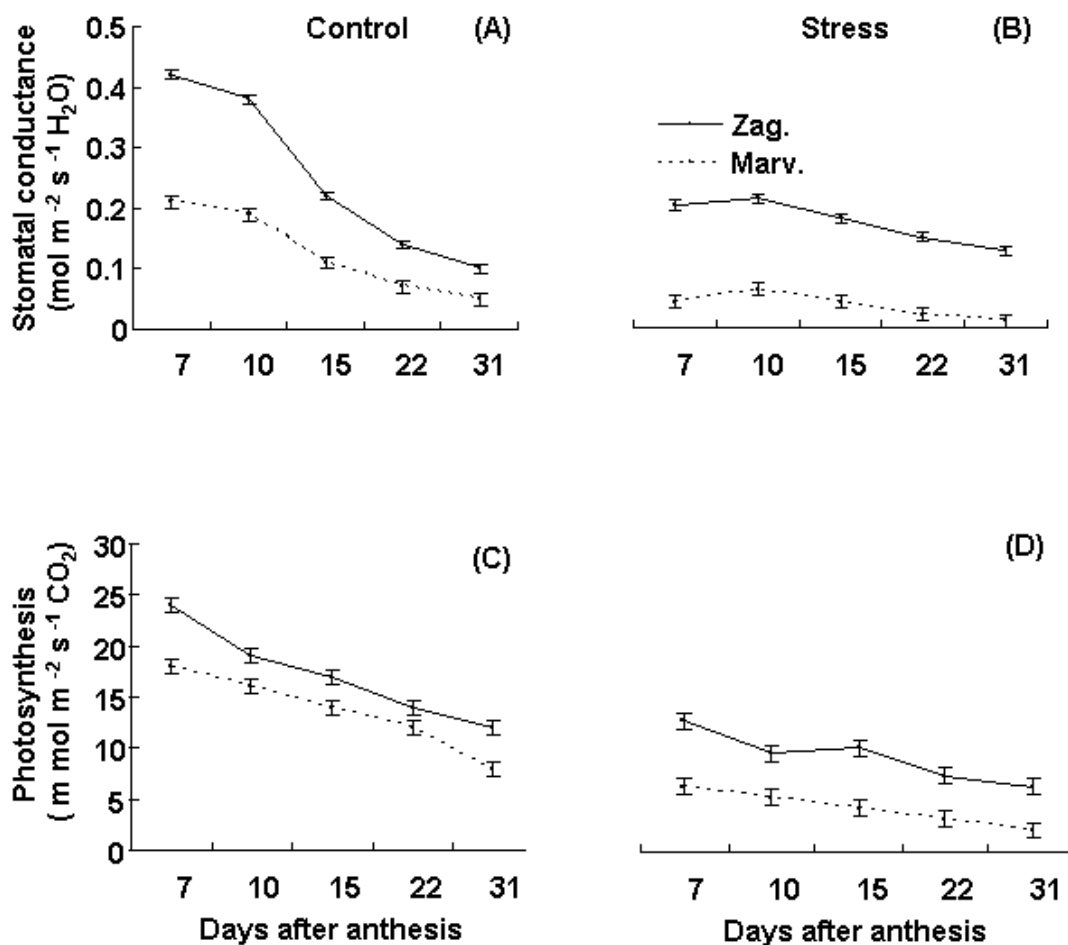 Control (A)
Stress (B)
Stomatal conductance
(mol m⁻² s⁻¹ H₂O)
0.5
0.4
0.3
0.2
0.1
0
Zag.
Marv.
7 10 15 22 31
7 10 15 22 31
(C)
(D)
Photosynthesis
( m mol m⁻² s⁻¹ CO₂)
30
25
20
15
10
5
0
7 10 15 22 31
7 10 15 22 31
Days after anthesis
Days after anthesis